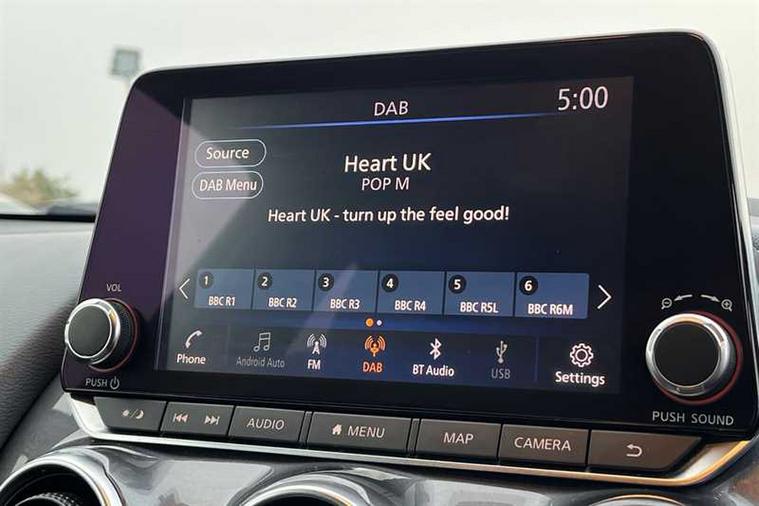 DAB
5:00
Source
Heart UK
POP M
DAB Menu
Heart UK - turn up the feel good!
1 2 3 4 5 6
BBC R1 BBC R2 BBC R3 BBC R4 BBC R5L BBC R6M
Phone Android Auto FM DAB BT Audio USB Settings
VOL
PUSH
PUSH SOUND
AUDIO MENU MAP CAMERA